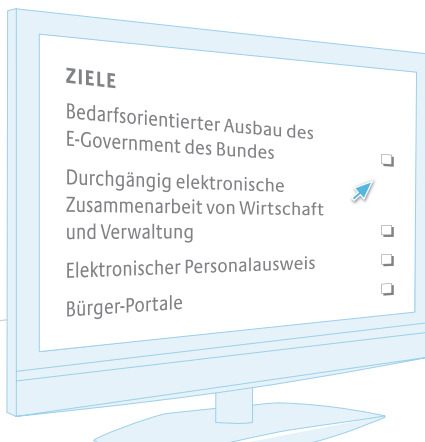 ZIELE
Bedarfsorientierter Ausbau des
E-Government des Bundes
Durchgängig elektronische
Zusammenarbeit von Wirtschaft
und Verwaltung
Elektronischer Personalausweis
Bürger-Portale